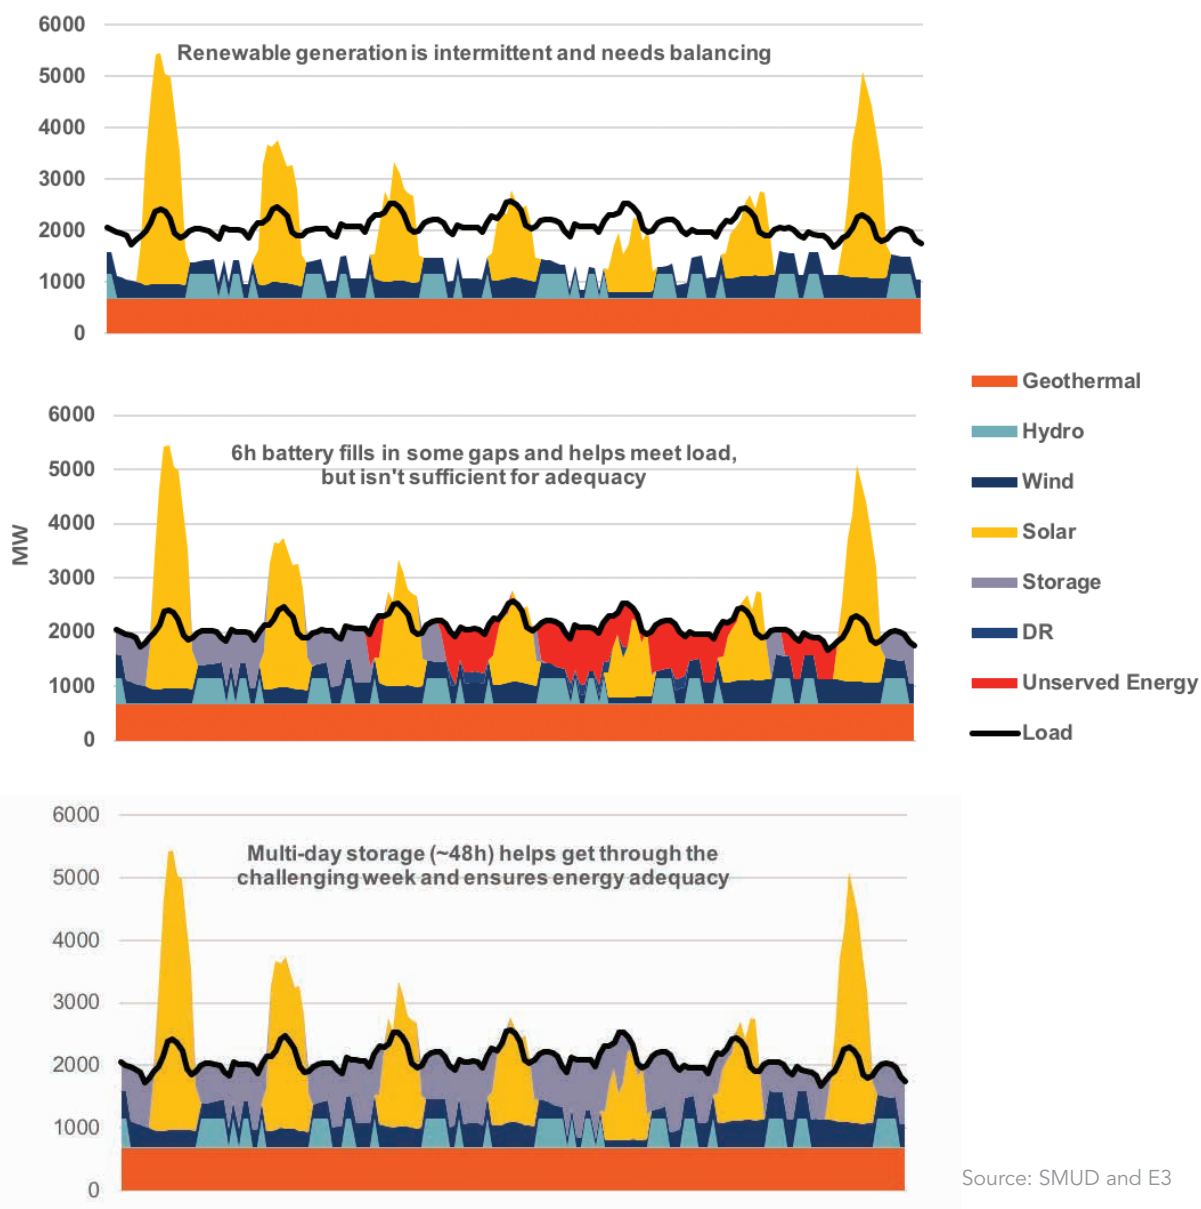 6000
Renewable generation is intermittent and needs balancing
5000
4000
3000
2000
1000
0
MW
6000
6h battery fills in some gaps and helps meet load,
but isn't sufficient for adequacy
5000
4000
3000
2000
1000
0
Geothermal
Hydro
Wind
Solar
Storage
DR
Unserved Energy
Load
6000
Multi-day storage (~48h) helps get through the
challenging week and ensures energy adequacy
5000
4000
3000
2000
1000
0
Source: SMUD and E3